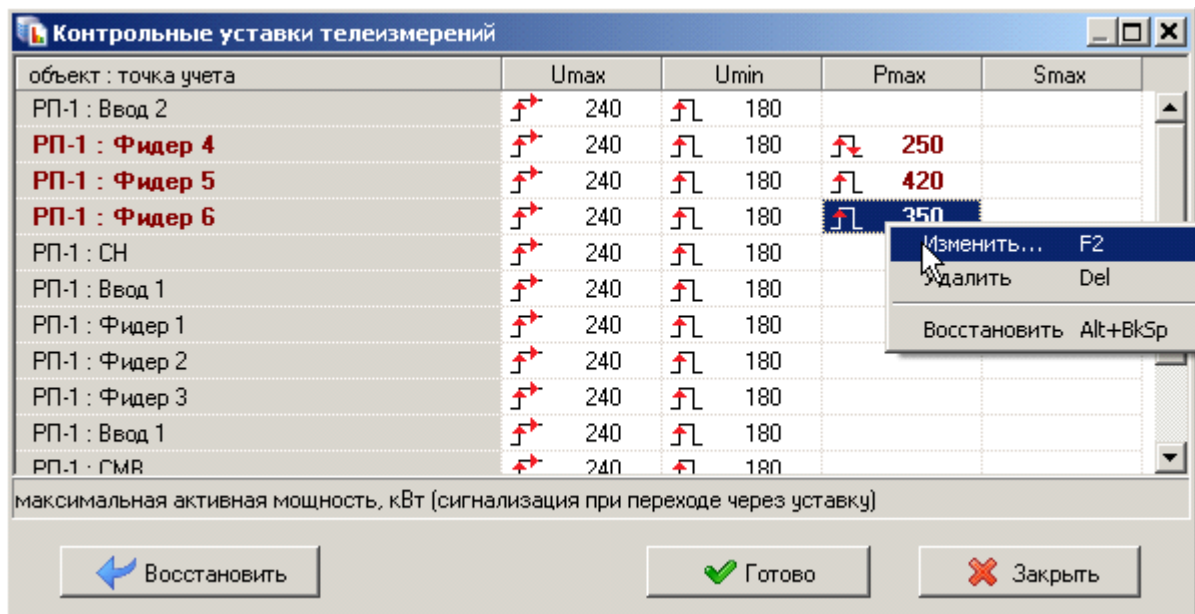 Контрольные уставки телеизмерений
объект : точка учета Umax Umin Pmax Smax
РП-1 : Ввод 2 240 180
РП-1 : Фидер 4 240 180 250
РП-1 : Фидер 5 240 180 420
РП-1 : Фидер 6 240 180 350
РП-1 : СН 240 180
РП-1 : Ввод 1 240 180
РП-1 : Фидер 1 240 180
РП-1 : Фидер 2 240 180
РП-1 : Фидер 3 240 180
РП-1 : Ввод 1 240 180
РП-1 : СМВ 240 180
Изменить... F2
Удалить Del
Восстановить Alt+BkSp
максимальная активная мощность, кВт (сигнализация при переходе через уставку)
Восстановить Готово Закрыть